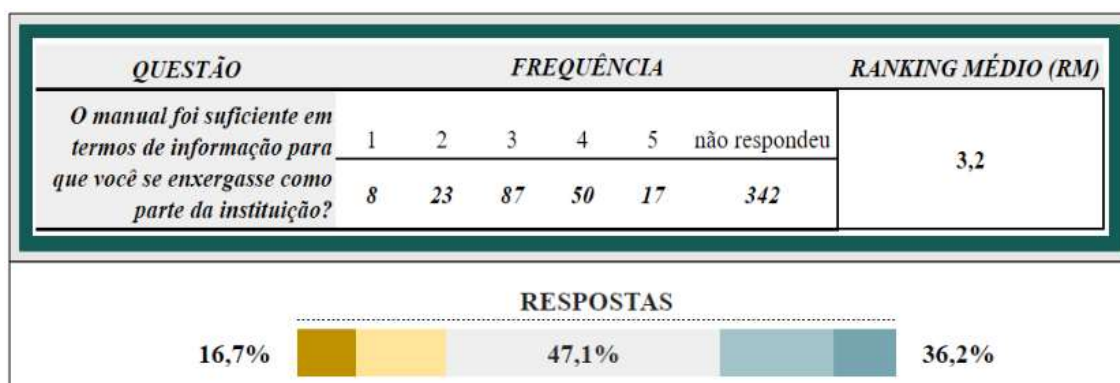 QUESTÃO FREQUÊNCIA RANKING MÉDIO (RM)
O manual foi suficiente em
termos de informação para
que você se enxergasse como
parte da instituição?
1 2 3 4 5 não respondeu
8 23 87 50 17 342
3,2
RESPOSTAS
16,7% 47,1% 36,2%